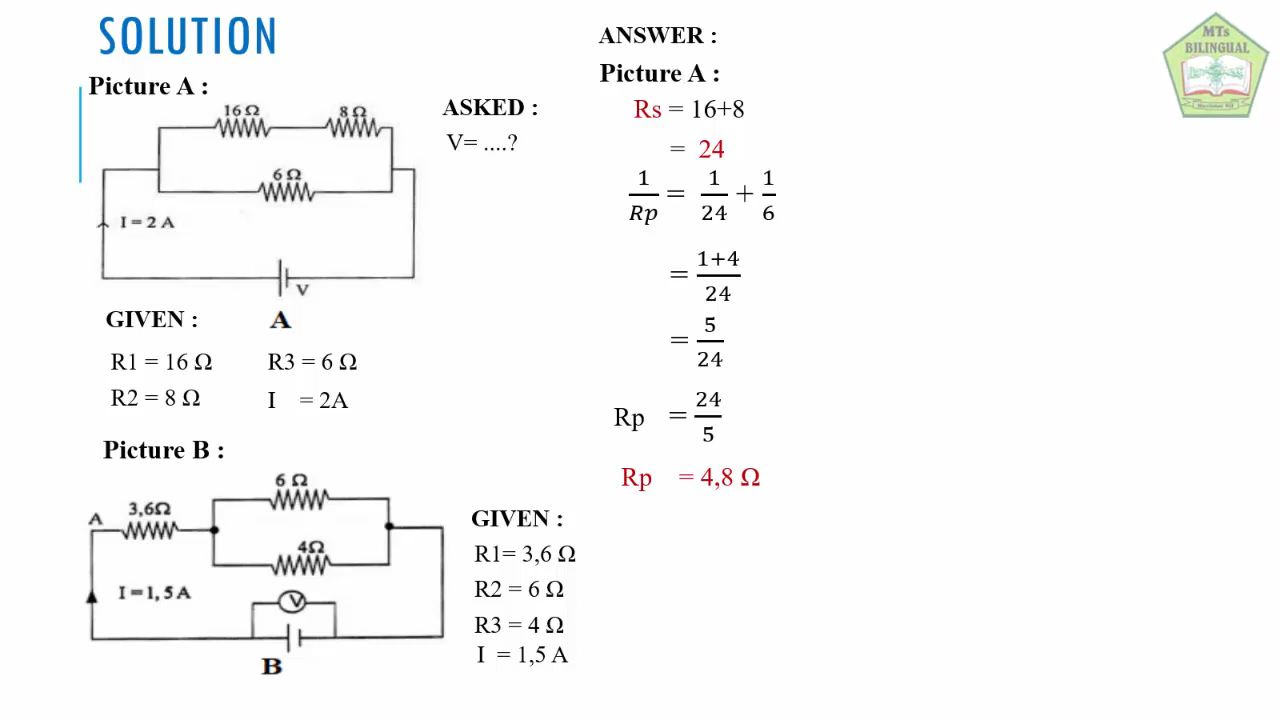 SOLUTION
Picture A :
16 Ω
8 Ω
6 Ω
I = 2 A
V
A
GIVEN :
R1 = 16 Ω
R3 = 6 Ω
R2 = 8 Ω
I = 2A
ASKED :
V= ....?
Picture B :
6 Ω
3,6Ω
A
4Ω
I = 1, 5 A
V
B
GIVEN :
R1= 3,6 Ω
R2 = 6 Ω
R3 = 4 Ω
I = 1,5 A
ANSWER :
Picture A :
Rs = 16+8
= 24
1/Rp = 1/24 + 1/6
= 1+4/24
= 5/24
Rp = 24/5
Rp = 4,8 Ω
MTs
BILINGUAL